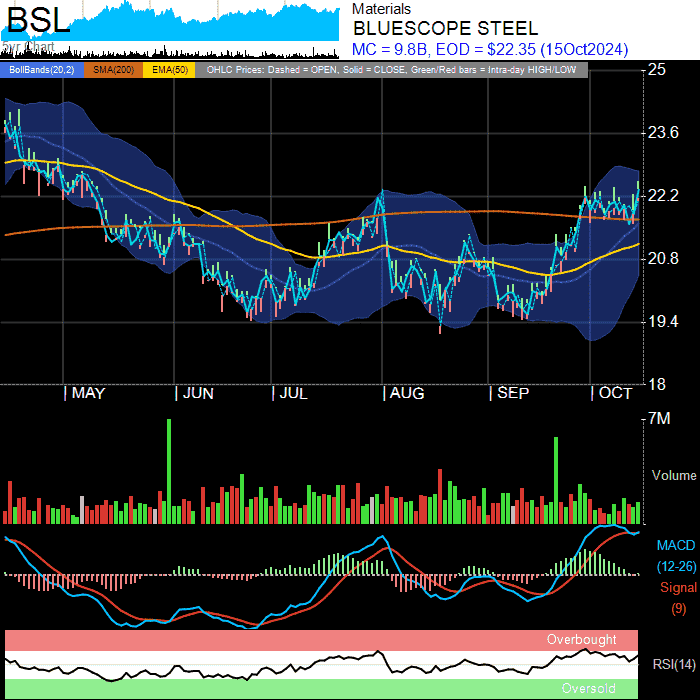 BSL
5yr Chart
Materials
BLUESCOPE STEEL
MC = 9.8B, EOD = $22.35 (15Oct2024)
BollBands(20,2) SMA(200) EMA(50) OHLC Prices: Dashed = OPEN, Solid = CLOSE, Green/Red bars = Intra-day HIGH/LOW
25
23.6
22.2
20.8
19.4
18
| MAY | JUN | JUL | AUG | SEP | OCT
7M
Volume
MACD
(12-26)
Signal
(9)
Overbought
RSI(14)
Oversold